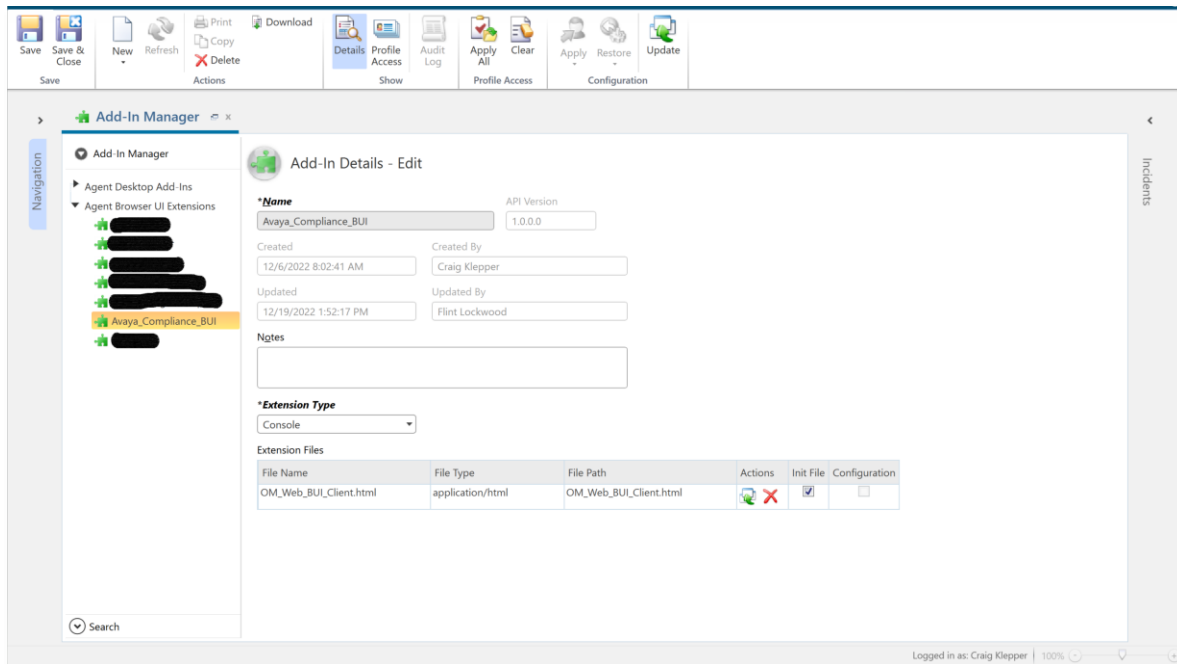 Save
Save & Close
New
Refresh
Print
Copy
Delete
Download
Details
Profile Access
Audit Log
Apply All
Clear
Apply
Restore
Update
Save
Actions
Show
Profile Access
Configuration
Add-In Manager
Navigation
Incidents
Add-In Manager
Agent Desktop Add-Ins
Agent Browser UI Extensions
Avaya_Compliance_BUI
Search
Add-In Details - Edit
*Name API Version
Avaya_Compliance_BUI 1.0.0.0
Created Created By
12/6/2022 8:02:41 AM Craig Klepper
Updated Updated By
12/19/2022 1:52:17 PM Flint Lockwood
Notes
*Extension Type
Console
Extension Files
File Name File Type File Path Actions Init File Configuration
OM_Web_BUI_Client.html application/html OM_Web_BUI_Client.html
Logged in as: Craig Klepper 100%